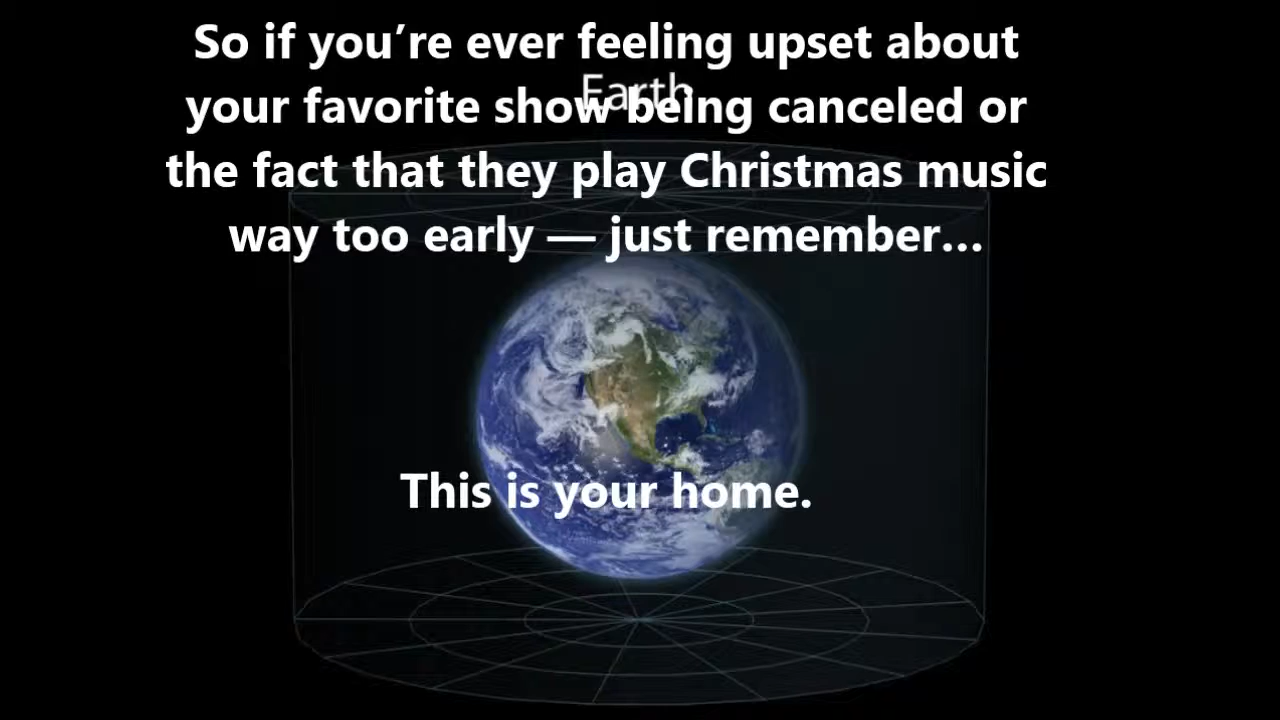 So if you’re ever feeling upset about
Earth
your favorite show being canceled or
the fact that they play Christmas music
way too early — just remember...
This is your home.